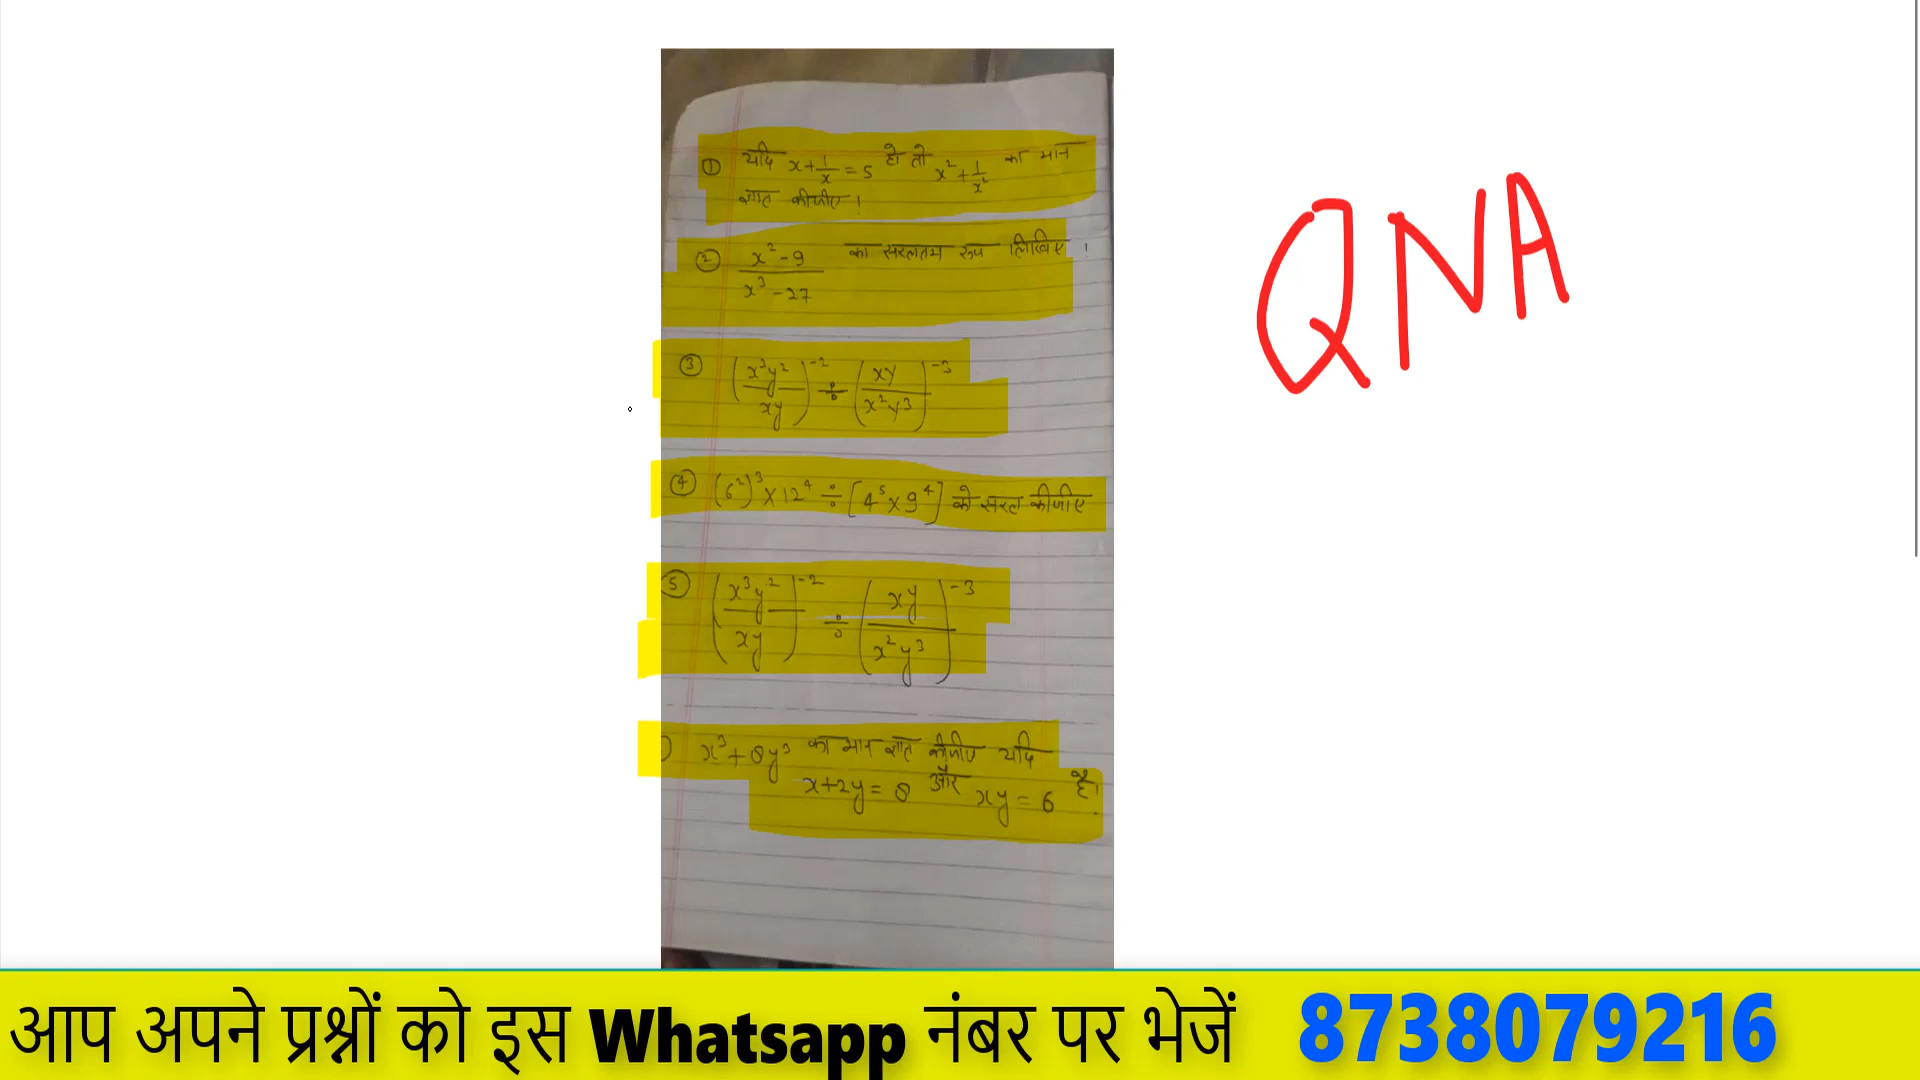 ① यदि x+1/x = 5 हो तो x²+1/x² का मान
ज्ञात कीजीए।
② x²-9 / x³-27 का सरलतम रूप लिखिए।
③ (x³y²/xy)⁻² ÷ (xy/x²y³)⁻³
④ (6²)³×12⁴ ÷ [4⁵×9⁴] को सरल कीजीए
⑤ (x³y²/xy)⁻² ÷ (xy/x²y³)⁻³
) x³+8y³ का मान ज्ञात कीजीए यदि
x+2y = 8 और xy = 6 है।
QNA
आप अपने प्रश्नों को इस Whatsapp नंबर पर भेजें 8738079216